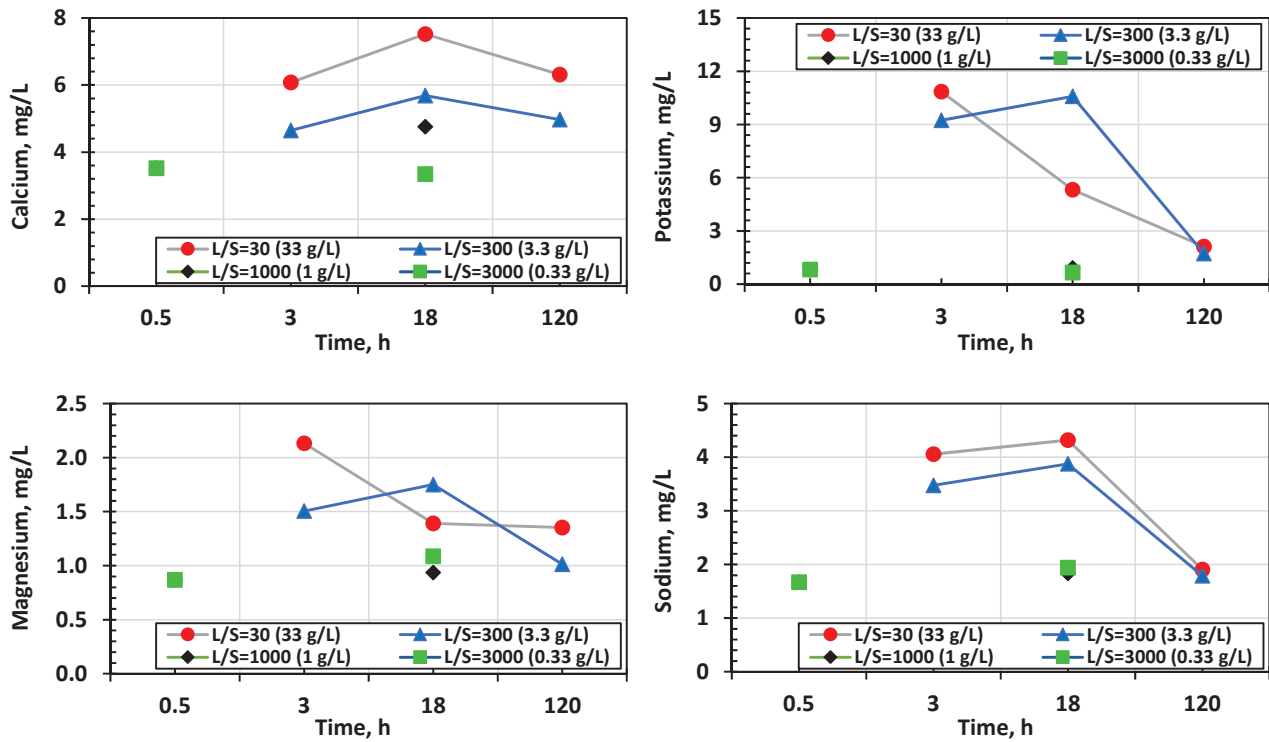 Calcium, mg/L
8
6
4
2
0
L/S=30 (33 g/L) L/S=300 (3.3 g/L)
L/S=1000 (1 g/L) L/S=3000 (0.33 g/L)
0.5 3 18 120
Time, h
Potassium, mg/L
15
12
9
6
3
0
L/S=30 (33 g/L) L/S=300 (3.3 g/L)
L/S=1000 (1 g/L) L/S=3000 (0.33 g/L)
0.5 3 18 120
Time, h
Magnesium, mg/L
2.5
2.0
1.5
1.0
0.5
0.0
L/S=30 (33 g/L) L/S=300 (3.3 g/L)
L/S=1000 (1 g/L) L/S=3000 (0.33 g/L)
0.5 3 18 120
Time, h
Sodium, mg/L
5
4
3
2
1
0
L/S=30 (33 g/L) L/S=300 (3.3 g/L)
L/S=1000 (1 g/L) L/S=3000 (0.33 g/L)
0.5 3 18 120
Time, h